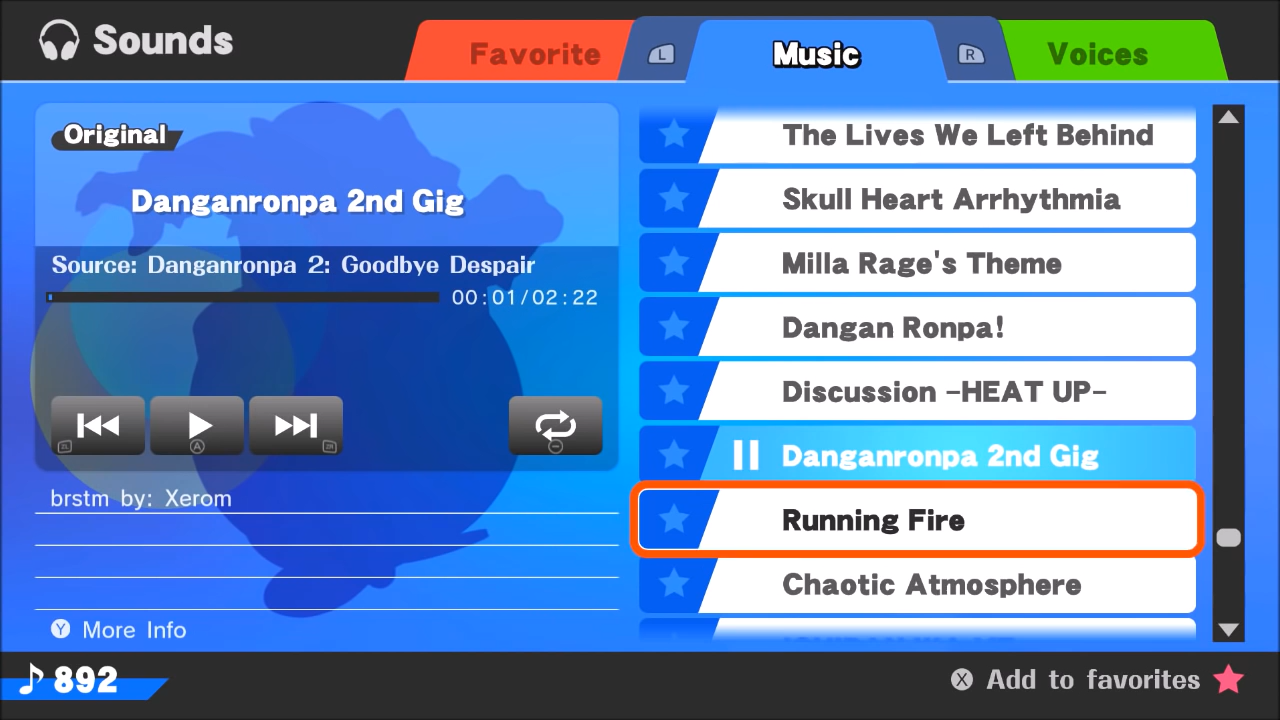 Sounds
Favorite
L
Music
R
Voices
Original
Danganronpa 2nd Gig
Source: Danganronpa 2: Goodbye Despair
00:01/02:22
ZL
A
ZR
brstm by: Xerom
Y More Info
The Lives We Left Behind
Skull Heart Arrhythmia
Milla Rage's Theme
Dangan Ronpa!
Discussion -HEAT UP-
Danganronpa 2nd Gig
Running Fire
Chaotic Atmosphere
892
X Add to favorites